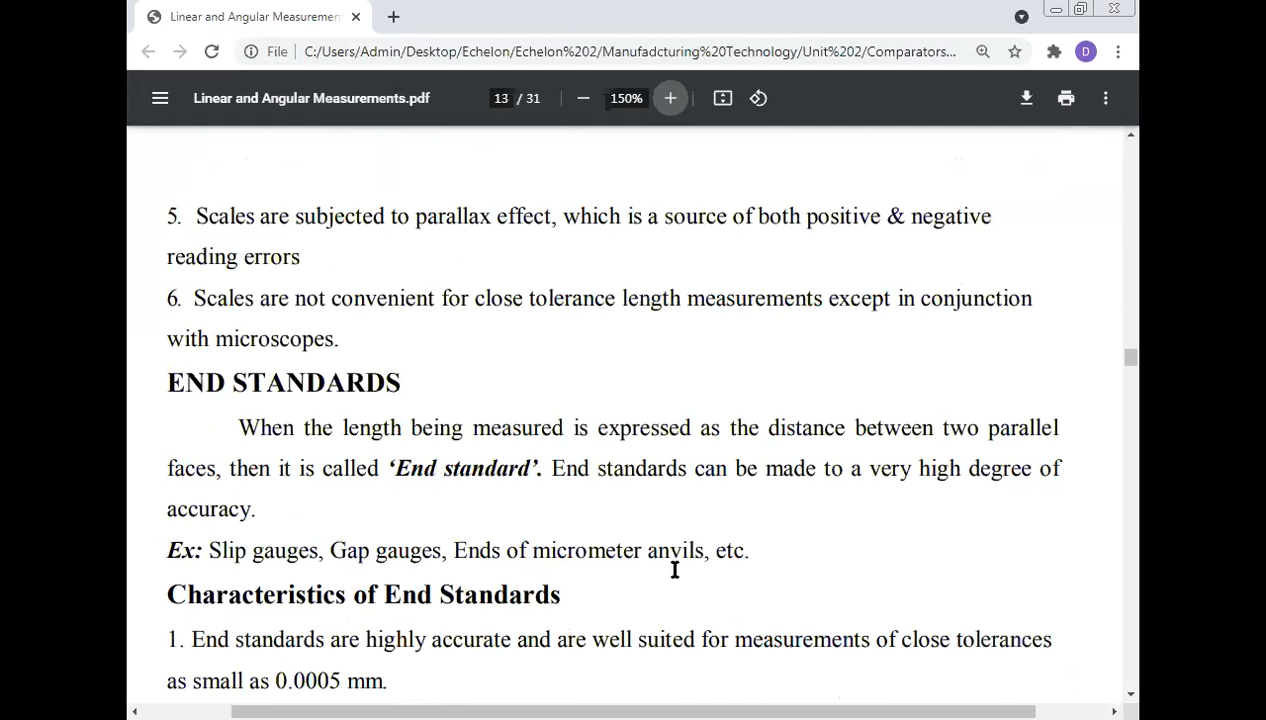 Linear and Angular Measuremen
File C:/Users/Admin/Desktop/Echelon/Echelon%202/Manufadcturing%20Technology/Unit%202/Comparators... D
Linear and Angular Measurements.pdf 13 / 31 150%
5. Scales are subjected to parallax effect, which is a source of both positive & negative
reading errors
6. Scales are not convenient for close tolerance length measurements except in conjunction
with microscopes.
END STANDARDS
When the length being measured is expressed as the distance between two parallel
faces, then it is called ‘End standard’. End standards can be made to a very high degree of
accuracy.
Ex: Slip gauges, Gap gauges, Ends of micrometer anvils, etc.
Characteristics of End Standards
1. End standards are highly accurate and are well suited for measurements of close tolerances
as small as 0.0005 mm.